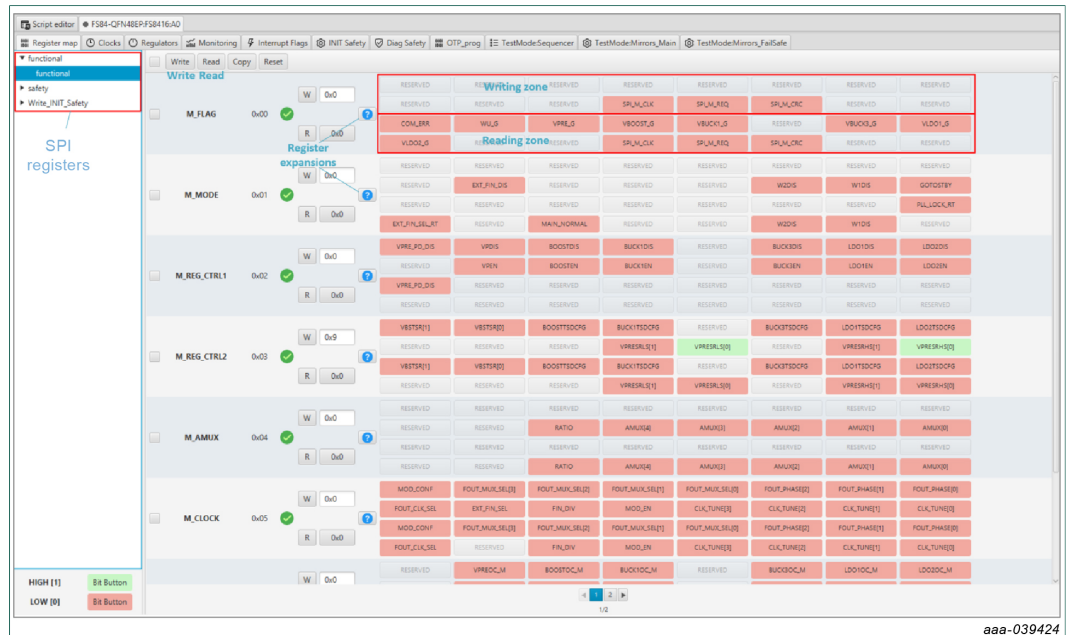 Script editor FS84-QFN48EP:FS8416:A0
Register map Clocks Regulators Monitoring Interrupt Flags INIT Safety Diag Safety OTP_prog TestMode:Sequencer TestMode:Mirrors_Main TestMode:Mirrors_FailSafe
functional Write Read Copy Reset
functional Write Read
safety
Write_INIT_Safety
SPI
registers
Register
expansions
Writing zone
Reading zone
RESERVED RESERVED RESERVED RESERVED RESERVED RESERVED RESERVED
W 0x0
RESERVED RESERVED RESERVED SPI_M_CLK SPI_M_REQ SPI_M_CRC RESERVED RESERVED
M_FLAG 0x00
COM_ERR WU_G VPRE_G VBOOST_G VBUCK1_G RESERVED VBUCK3_G VLDO1_G
R 0x0
VLDO2_G SPI_M_CLK SPI_M_REQ SPI_M_CRC RESERVED RESERVED
RESERVED RESERVED RESERVED RESERVED RESERVED RESERVED RESERVED RESERVED
W 0x0
RESERVED EXT_FIN_DIS RESERVED RESERVED RESERVED W2DIS W1DIS GOTOSTBY
M_MODE 0x01
RESERVED RESERVED RESERVED RESERVED RESERVED RESERVED RESERVED PLL_LOCK_RT
R 0x0
EXT_FIN_SEL_RT RESERVED MAIN_NORMAL RESERVED RESERVED W2DIS W1DIS RESERVED
VPRE_PD_DIS VPDIS BOOSTDIS BUCK1DIS RESERVED BUCK3DIS LDO1DIS LDO2DIS
W 0x0
RESERVED VPEN BOOSTEN BUCK1EN RESERVED BUCK3EN LDO1EN LDO2EN
M_REG_CTRL1 0x02
VPRE_PD_DIS RESERVED RESERVED RESERVED RESERVED RESERVED RESERVED RESERVED
R 0x0
RESERVED RESERVED RESERVED RESERVED RESERVED RESERVED RESERVED RESERVED
VBSTSR[1] VBSTSR[0] BOOSTTSDCFG BUCK1TSDCFG RESERVED BUCK3TSDCFG LDO1TSDCFG LDO2TSDCFG
W 0x9
RESERVED RESERVED RESERVED VPRESRLS[1] VPRESRLS[0] RESERVED VPRESRHS[1] VPRESRHS[0]
M_REG_CTRL2 0x03
VBSTSR[1] VBSTSR[0] BOOSTTSDCFG BUCK1TSDCFG RESERVED BUCK3TSDCFG LDO1TSDCFG LDO2TSDCFG
R 0x0
RESERVED RESERVED RESERVED VPRESRLS[1] VPRESRLS[0] RESERVED VPRESRHS[1] VPRESRHS[0]
RESERVED RESERVED RESERVED RESERVED RESERVED RESERVED RESERVED RESERVED
W 0x0
RESERVED RESERVED RATIO AMUX[4] AMUX[3] AMUX[2] AMUX[1] AMUX[0]
M_AMUX 0x04
RESERVED RESERVED RESERVED RESERVED RESERVED RESERVED RESERVED RESERVED
R 0x0
RESERVED RESERVED RATIO AMUX[4] AMUX[3] AMUX[2] AMUX[1] AMUX[0]
MOD_CONF FOUT_MUX_SEL[3] FOUT_MUX_SEL[2] FOUT_MUX_SEL[1] FOUT_MUX_SEL[0] FOUT_PHASE[2] FOUT_PHASE[1] FOUT_PHASE[0]
W 0x0
FOUT_CLK_SEL EXT_FIN_SEL FIN_DIV MOD_EN CLK_TUNE[3] CLK_TUNE[2] CLK_TUNE[1] CLK_TUNE[0]
M_CLOCK 0x05
MOD_CONF FOUT_MUX_SEL[3] FOUT_MUX_SEL[2] FOUT_MUX_SEL[1] FOUT_MUX_SEL[0] FOUT_PHASE[2] FOUT_PHASE[1] FOUT_PHASE[0]
R 0x0
FOUT_CLK_SEL RESERVED FIN_DIV MOD_EN CLK_TUNE[3] CLK_TUNE[2] CLK_TUNE[1] CLK_TUNE[0]
RESERVED VPREOC_M BOOSTOC_M BUCK1OC_M RESERVED BUCK3OC_M LDO1OC_M LDO2OC_M
W 0x0
HIGH [1] Bit Button
LOW [0] Bit Button
1 2
1/2
aaa-039424